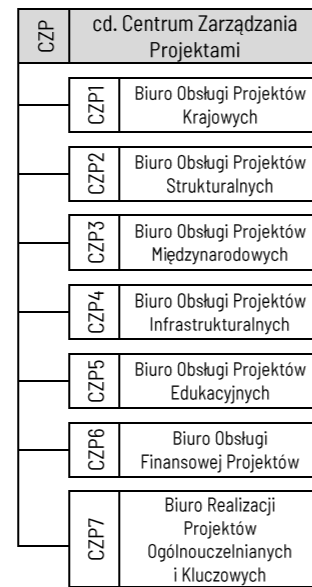 CZP
cd. Centrum Zarządzania
Projektami
CZP1
Biuro Obsługi Projektów
Krajowych
CZP2
Biuro Obsługi Projektów
Strukturalnych
CZP3
Biuro Obsługi Projektów
Międzynarodowych
CZP4
Biuro Obsługi Projektów
Infrastrukturalnych
CZP5
Biuro Obsługi Projektów
Edukacyjnych
CZP6
Biuro Obsługi
Finansowej Projektów
CZP7
Biuro Realizacji
Projektów
Ogólnouczelnianych
i Kluczowych